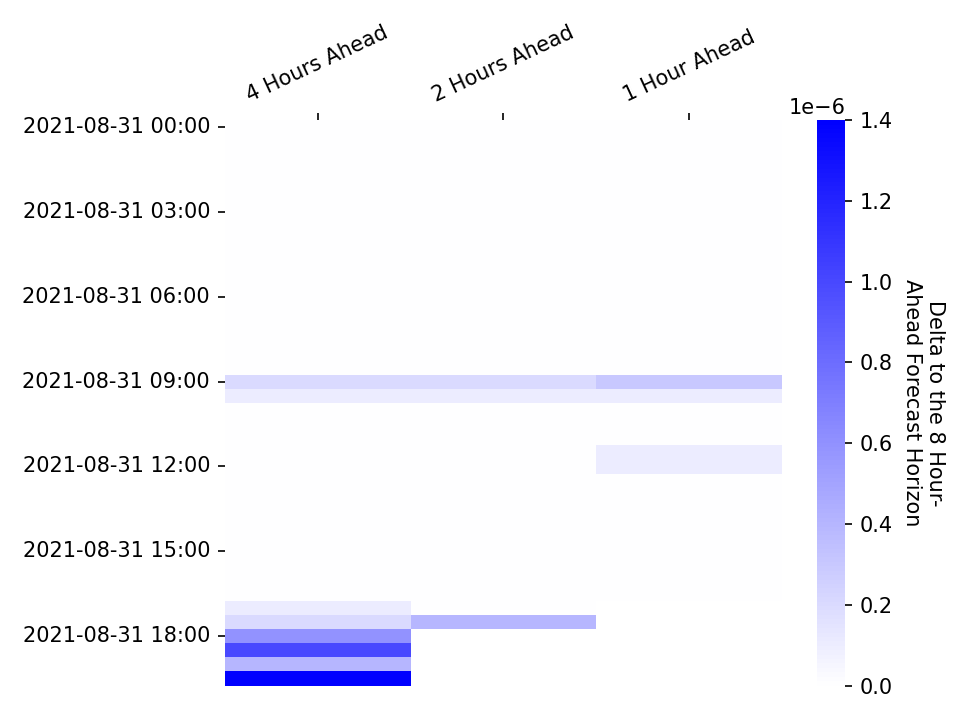 4 Hours Ahead
2 Hours Ahead
1 Hour Ahead
2021-08-31 00:00
2021-08-31 03:00
2021-08-31 06:00
2021-08-31 09:00
2021-08-31 12:00
2021-08-31 15:00
2021-08-31 18:00
1e−6
1.4
1.2
1.0
0.8
0.6
0.4
0.2
0.0
Delta to the 8 Hour-
Ahead Forecast Horizon